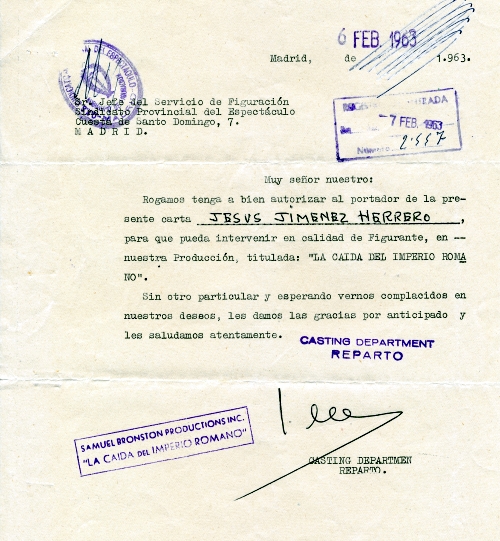 6 FEB. 1963
Madrid, de 1.963.
Sr. Jefe del Servicio de Figuración
Sindicato Provincial del Espectáculo
Cuesta de Santo Domingo, 7.
M A D R I D.
ENTRADA
-7 FEB. 1963
Número 2.557
Muy señor nuestro:
Rogamos tenga a bien autorizar al portador de la pre-
sente carta JESUS JIMENEZ HERRERO,
para que pueda intervenir en calidad de Figurante, en --
nuestra Producción, titulada: "LA CAIDA DEL IMPERIO ROMA
NO".
Sin otro particular y esperando vernos complacidos en
nuestros deseos, les damos las gracias por anticipado y
les saludamos atentamente.
CASTING DEPARTMENT
REPARTO
SAMUEL BRONSTON PRODUCTIONS INC.
"LA CAIDA DEL IMPERIO ROMANO"
CASTING DEPARTMEN
REPARTO.